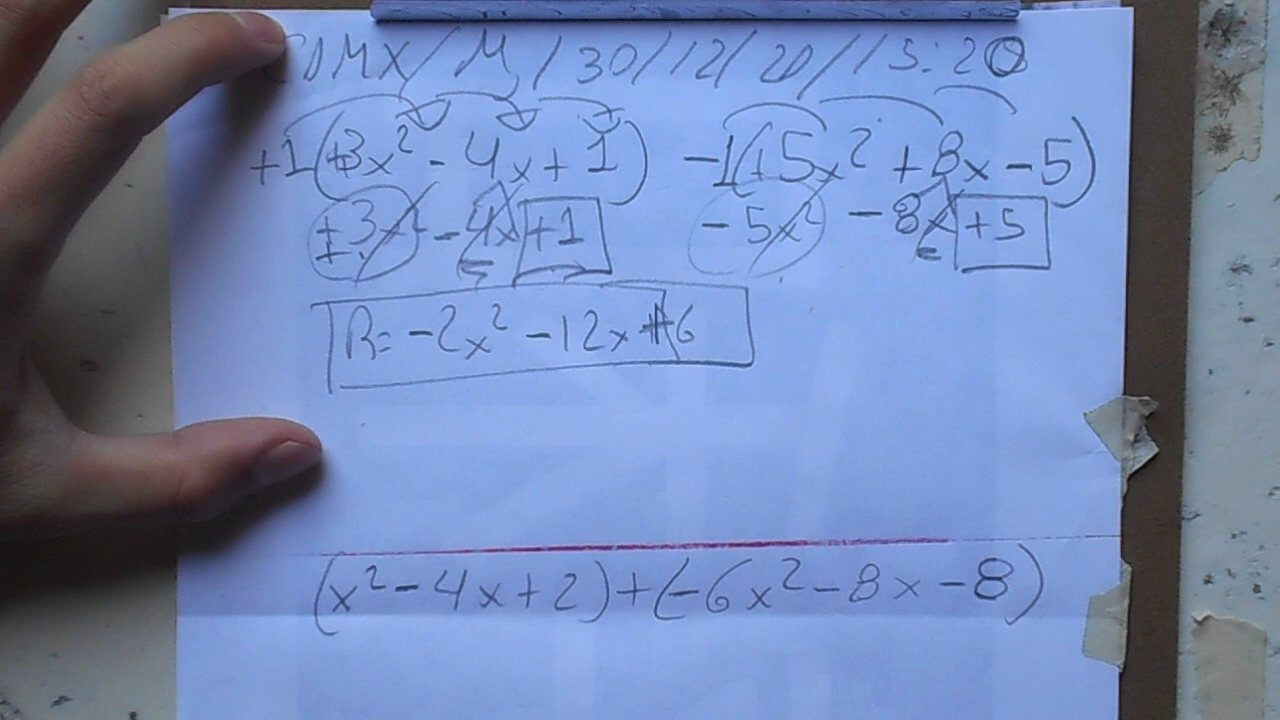 CDMX / M / 30 / 12 / 20 / 15:20
+1(+3x² - 4x + 1) -1(+5x² + 8x - 5)
+3x² - 4x +1 - 5x² - 8x +5
R= -2x² - 12x +6
(x² - 4x + 2) + (-6x² - 8x - 8)